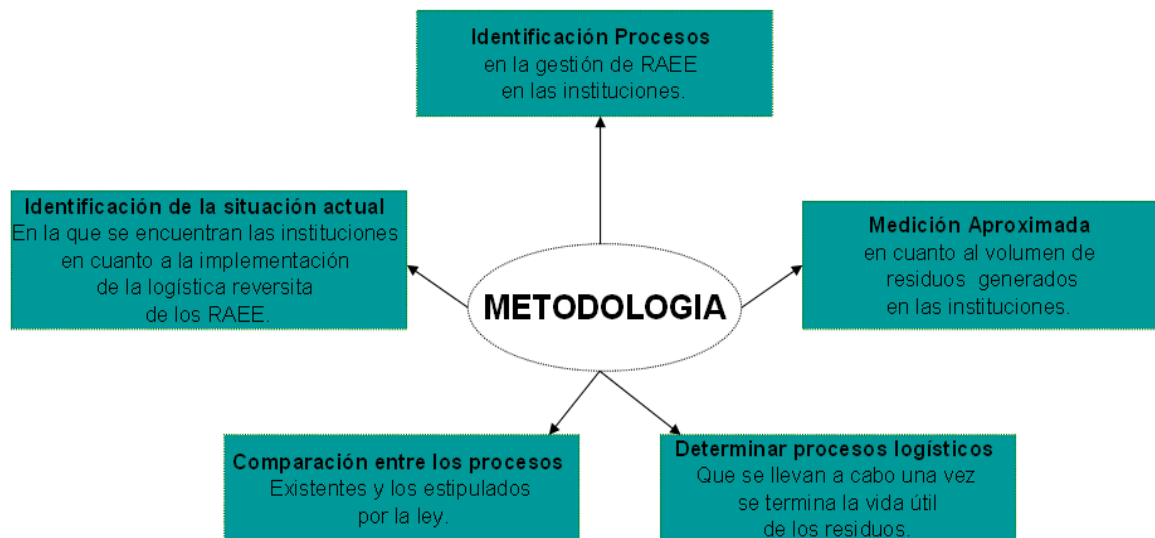 Identificación Procesos
en la gestión de RAEE
en las instituciones.
Identificación de la situación actual
En la que se encuentran las instituciones
en cuanto a la implementación
de la logística reversita
de los RAEE.
METODOLOGIA
Medición Aproximada
en cuanto al volumen de
residuos generados
en las instituciones.
Comparación entre los procesos
Existentes y los estipulados
por la ley.
Determinar procesos logísticos
Que se llevan a cabo una vez
se termina la vida útil
de los residuos.